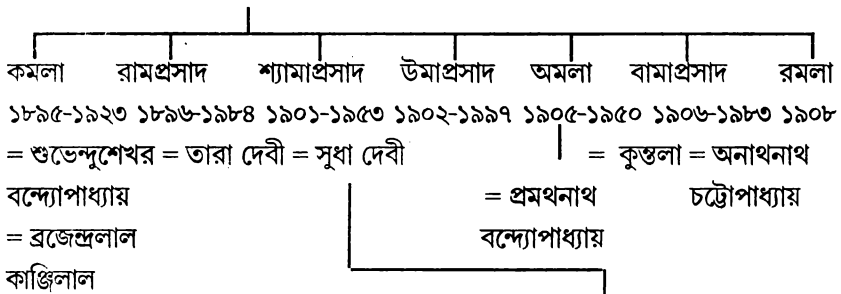 কমলা রামপ্রসাদ শ্যামাপ্রসাদ উমাপ্রসাদ অমলা বামাপ্রসাদ রমলা
১৮৯৫-১৯২৩ ১৮৯৬-১৯৮৪ ১৯০১-১৯৫৩ ১৯০২-১৯৯৭ ১৯০৫-১৯৫০ ১৯০৬-১৯৮৩ ১৯০৮
= শুভেন্দুশেখর = তারা দেবী = সুধা দেবী = কুন্তলা = অনাথনাথ
বন্দ্যোপাধ্যায় = প্রমথনাথ চট্টোপাধ্যায়
= ব্রজেন্দ্রলাল বন্দ্যোপাধ্যায়
কাঞ্জিলাল